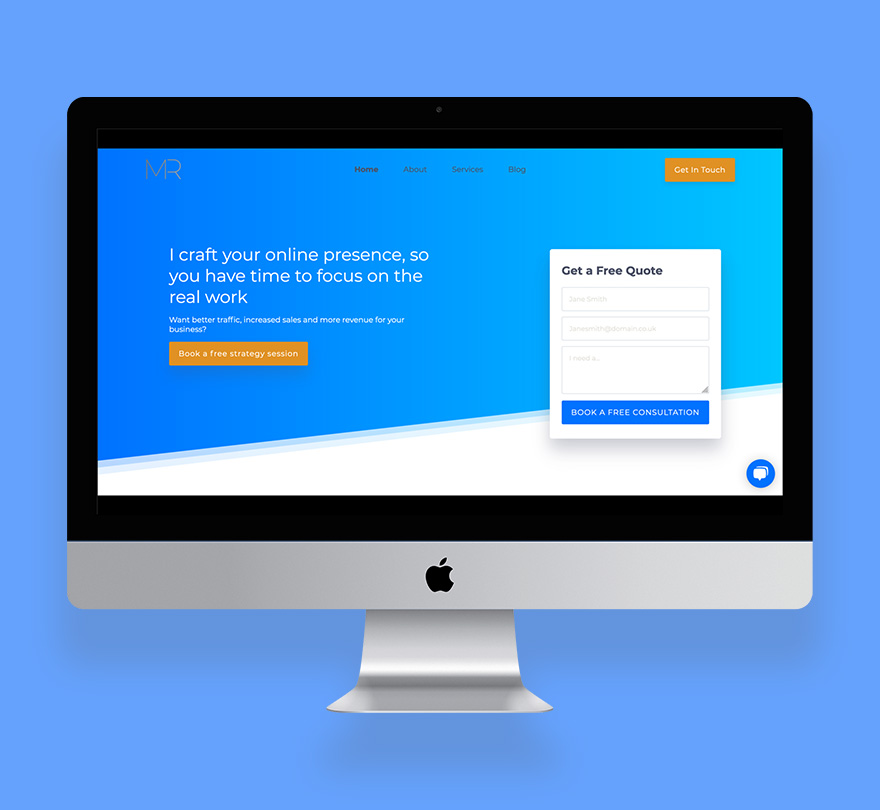 MR
Home
About
Services
Blog
Get In Touch
I craft your online presence, so
you have time to focus on the
real work
Want better traffic, increased sales and more revenue for your
business?
Book a free strategy session
Get a Free Quote
Jane Smith
Janesmith@domain.co.uk
I need a...
BOOK A FREE CONSULTATION